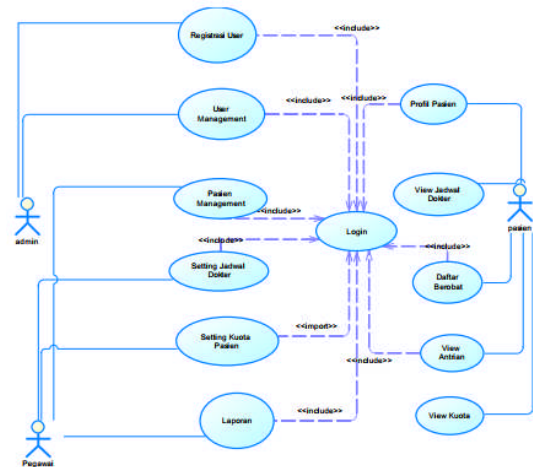 Registrasi User
<<include>>
User
Management
<<include>>
<<include>>
Profil Pasien
Pasien
Management
<<include>>
View Jadwal
Dokter
admin
pasien
Login
<<include>>
Setting Jadwal
Dokter
<<include>>
Daftar
Berobat
Setting Kuota
Pasien
<<import>>
View
Antrian
<<include>>
Laporan
<<include>>
View Kuota
Pegawai